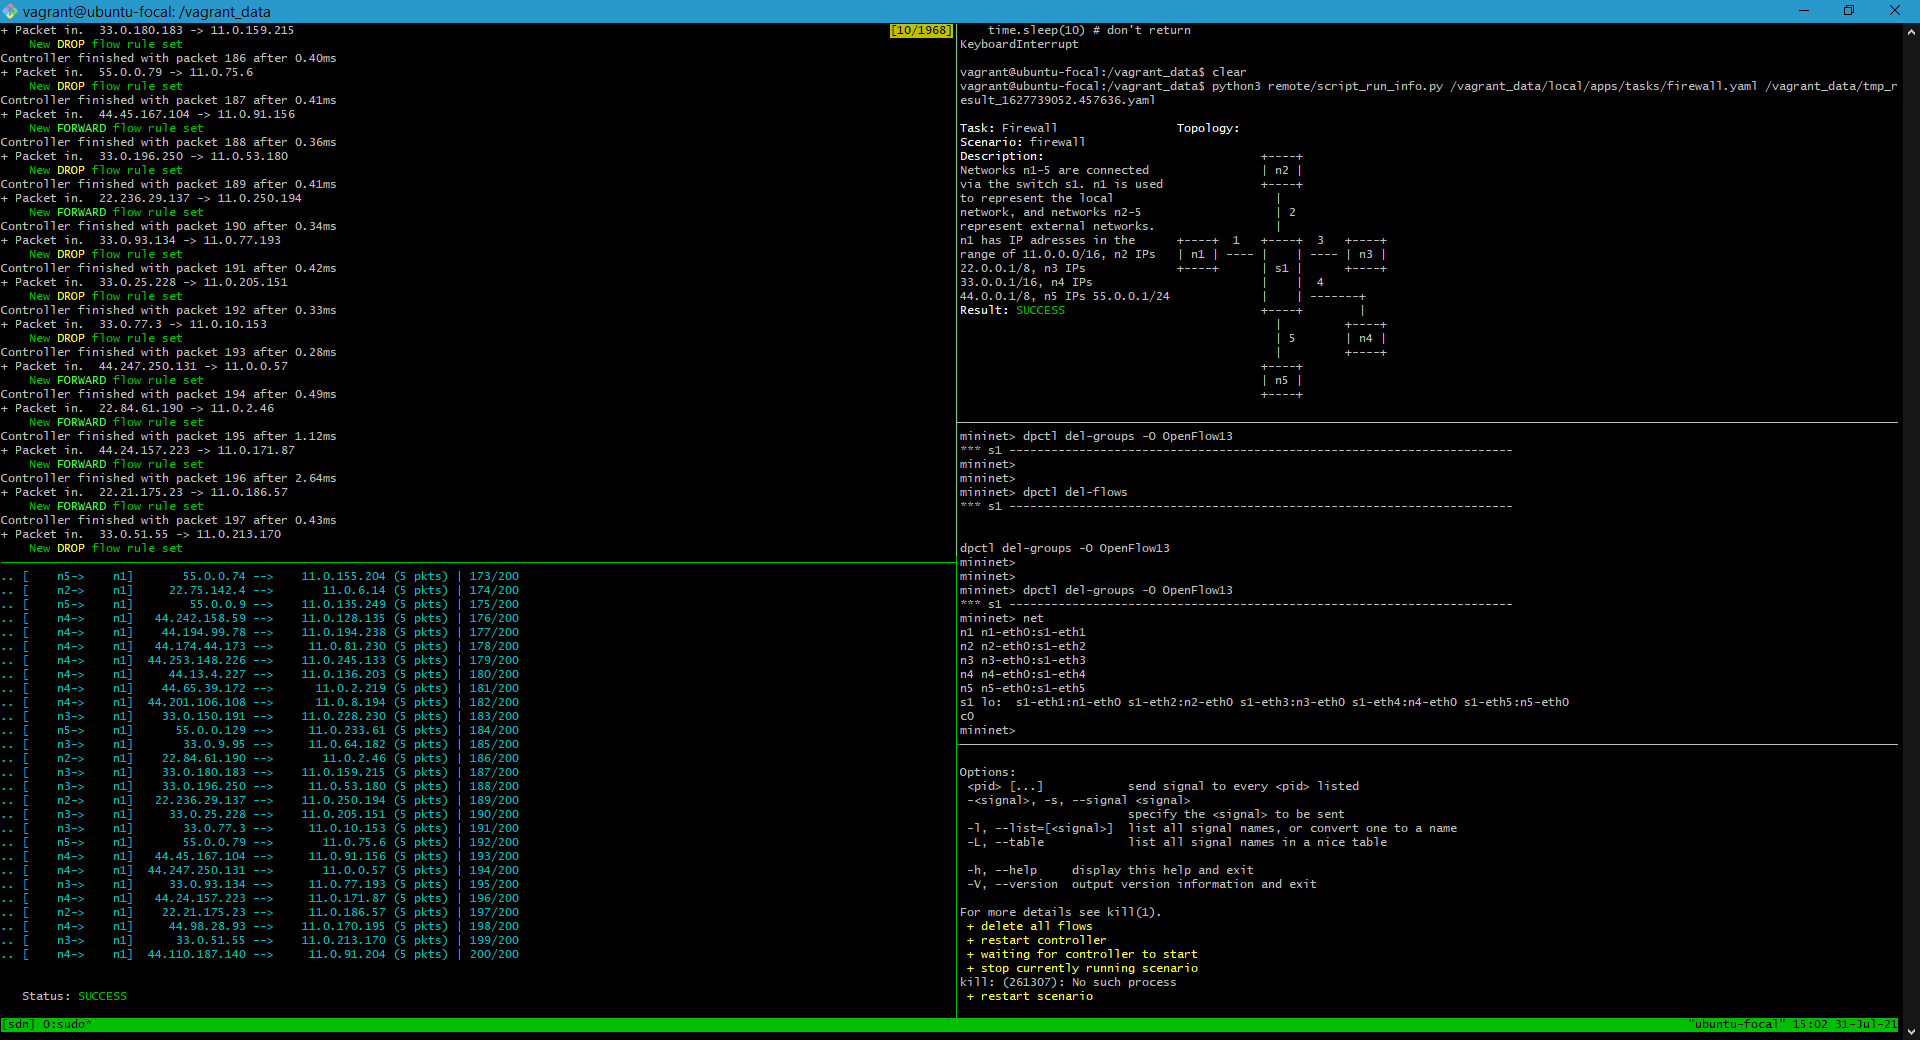 vagrant@ubuntu-focal: /vagrant_data
+ Packet in.  33.0.180.183 -> 11.0.159.215
[10/1968]
    New DROP flow rule set
Controller finished with packet 186 after 0.40ms
+ Packet in.  55.0.0.79 -> 11.0.75.6
    New DROP flow rule set
Controller finished with packet 187 after 0.41ms
+ Packet in.  44.45.167.104 -> 11.0.91.156
    New FORWARD flow rule set
Controller finished with packet 188 after 0.36ms
+ Packet in.  33.0.196.250 -> 11.0.53.180
    New DROP flow rule set
Controller finished with packet 189 after 0.41ms
+ Packet in.  22.236.29.137 -> 11.0.250.194
    New FORWARD flow rule set
Controller finished with packet 190 after 0.34ms
+ Packet in.  33.0.93.134 -> 11.0.77.193
    New DROP flow rule set
Controller finished with packet 191 after 0.42ms
+ Packet in.  33.0.25.228 -> 11.0.205.151
    New DROP flow rule set
Controller finished with packet 192 after 0.33ms
+ Packet in.  33.0.77.3 -> 11.0.10.153
    New DROP flow rule set
Controller finished with packet 193 after 0.28ms
+ Packet in.  44.247.250.131 -> 11.0.0.57
    New FORWARD flow rule set
Controller finished with packet 194 after 0.49ms
+ Packet in.  22.84.61.190 -> 11.0.2.46
    New FORWARD flow rule set
Controller finished with packet 195 after 1.12ms
+ Packet in.  44.24.157.223 -> 11.0.171.87
    New FORWARD flow rule set
Controller finished with packet 196 after 2.64ms
+ Packet in.  22.21.175.23 -> 11.0.186.57
    New FORWARD flow rule set
Controller finished with packet 197 after 0.43ms
+ Packet in.  33.0.51.55 -> 11.0.213.170
    New DROP flow rule set
.. [    n5->    n1]       55.0.0.74 -->    11.0.155.204 (5 pkts) | 173/200
.. [    n2->    n1]     22.75.142.4 -->       11.0.6.14 (5 pkts) | 174/200
.. [    n5->    n1]        55.0.0.9 -->    11.0.135.249 (5 pkts) | 175/200
.. [    n4->    n1]   44.242.158.59 -->    11.0.128.135 (5 pkts) | 176/200
.. [    n4->    n1]    44.194.99.78 -->    11.0.194.238 (5 pkts) | 177/200
.. [    n4->    n1]   44.174.44.173 -->     11.0.81.230 (5 pkts) | 178/200
.. [    n4->    n1]  44.253.148.226 -->    11.0.245.133 (5 pkts) | 179/200
.. [    n4->    n1]     44.13.4.227 -->    11.0.136.203 (5 pkts) | 180/200
.. [    n4->    n1]    44.65.39.172 -->      11.0.2.219 (5 pkts) | 181/200
.. [    n4->    n1]  44.201.106.108 -->      11.0.8.194 (5 pkts) | 182/200
.. [    n3->    n1]    33.0.150.191 -->    11.0.228.230 (5 pkts) | 183/200
.. [    n5->    n1]      55.0.0.129 -->     11.0.233.61 (5 pkts) | 184/200
.. [    n3->    n1]       33.0.9.95 -->     11.0.64.182 (5 pkts) | 185/200
.. [    n2->    n1]    22.84.61.190 -->       11.0.2.46 (5 pkts) | 186/200
.. [    n3->    n1]    33.0.180.183 -->    11.0.159.215 (5 pkts) | 187/200
.. [    n3->    n1]    33.0.196.250 -->     11.0.53.180 (5 pkts) | 188/200
.. [    n2->    n1]   22.236.29.137 -->    11.0.250.194 (5 pkts) | 189/200
.. [    n3->    n1]     33.0.25.228 -->    11.0.205.151 (5 pkts) | 190/200
.. [    n3->    n1]       33.0.77.3 -->     11.0.10.153 (5 pkts) | 191/200
.. [    n5->    n1]       55.0.0.79 -->       11.0.75.6 (5 pkts) | 192/200
.. [    n4->    n1]   44.45.167.104 -->     11.0.91.156 (5 pkts) | 193/200
.. [    n4->    n1]  44.247.250.131 -->       11.0.0.57 (5 pkts) | 194/200
.. [    n3->    n1]     33.0.93.134 -->     11.0.77.193 (5 pkts) | 195/200
.. [    n4->    n1]   44.24.157.223 -->     11.0.171.87 (5 pkts) | 196/200
.. [    n2->    n1]    22.21.175.23 -->     11.0.186.57 (5 pkts) | 197/200
.. [    n4->    n1]     44.98.28.93 -->    11.0.170.195 (5 pkts) | 198/200
.. [    n3->    n1]      33.0.51.55 -->    11.0.213.170 (5 pkts) | 199/200
.. [    n4->    n1]  44.110.187.140 -->     11.0.91.204 (5 pkts) | 200/200
Status: SUCCESS
    time.sleep(10) # don't return
KeyboardInterrupt
vagrant@ubuntu-focal:/vagrant_data$ clear
vagrant@ubuntu-focal:/vagrant_data$ python3 remote/script_run_info.py /vagrant_data/local/apps/tasks/firewall.yaml /vagrant_data/tmp_r
esult_1627739052.457636.yaml
Task: Firewall                 Topology:
Scenario: firewall
Description:                               +----+
Networks n1-5 are connected                | n2 |
via the switch s1. n1 is used              +----+
to represent the local                       |
network, and networks n2-5                   | 2
represent external networks.                 |
n1 has IP adresses in the      +----+  1   +----+  3   +----+
range of 11.0.0.0/16, n2 IPs   | n1 | ---- |    | ---- | n3 |
22.0.0.1/8, n3 IPs             +----+      | s1 |      +----+
33.0.0.1/16, n4 IPs                        |    |  4
44.0.0.1/8, n5 IPs 55.0.0.1/24             |    | -------+
Result: SUCCESS                            +----+        |
                                             |         +----+
                                             | 5       | n4 |
                                             |         +----+
                                           +----+
                                           | n5 |
                                           +----+
mininet> dpctl del-groups -O OpenFlow13
*** s1 ------------------------------------------------------------------------
mininet>
mininet>
mininet> dpctl del-flows
*** s1 ------------------------------------------------------------------------
dpctl del-groups -O OpenFlow13
mininet>
mininet>
mininet> dpctl del-groups -O OpenFlow13
*** s1 ------------------------------------------------------------------------
mininet> net
n1 n1-eth0:s1-eth1
n2 n2-eth0:s1-eth2
n3 n3-eth0:s1-eth3
n4 n4-eth0:s1-eth4
n5 n5-eth0:s1-eth5
s1 lo:  s1-eth1:n1-eth0 s1-eth2:n2-eth0 s1-eth3:n3-eth0 s1-eth4:n4-eth0 s1-eth5:n5-eth0
c0
mininet>
Options:
 <pid> [...]            send signal to every <pid> listed
 -<signal>, -s, --signal <signal>
                        specify the <signal> to be sent
 -l, --list=[<signal>]  list all signal names, or convert one to a name
 -L, --table            list all signal names in a nice table
 -h, --help     display this help and exit
 -V, --version  output version information and exit
For more details see kill(1).
 + delete all flows
 + restart controller
 + waiting for controller to start
 + stop currently running scenario
kill: (261307): No such process
 + restart scenario
[sdn] 0:sudo*
"ubuntu-focal" 15:02 31-Jul-21